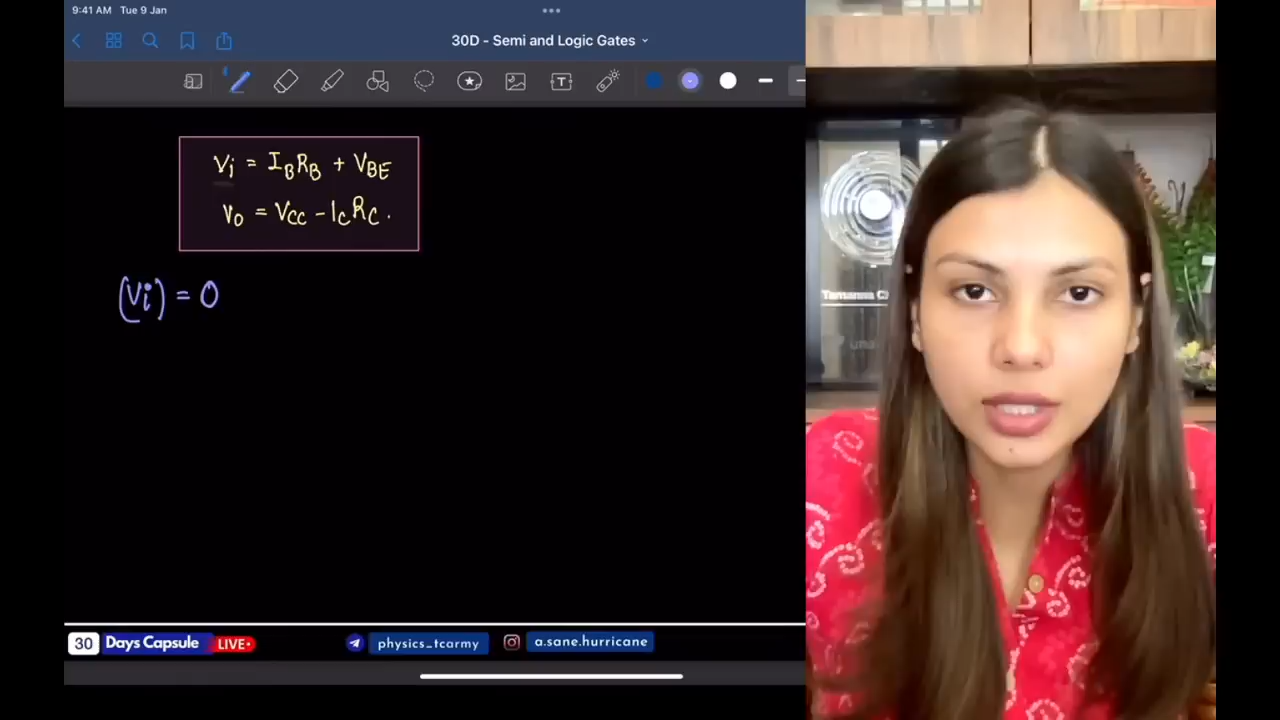 9:41 AM Tue 9 Jan
30D - Semi and Logic Gates
T
Vi = IBRB + VBE
Vo = VCC - ICRC.
(Vi) = 0
30 Days Capsule LIVE
physics_tcarmy
a.sane.hurricane